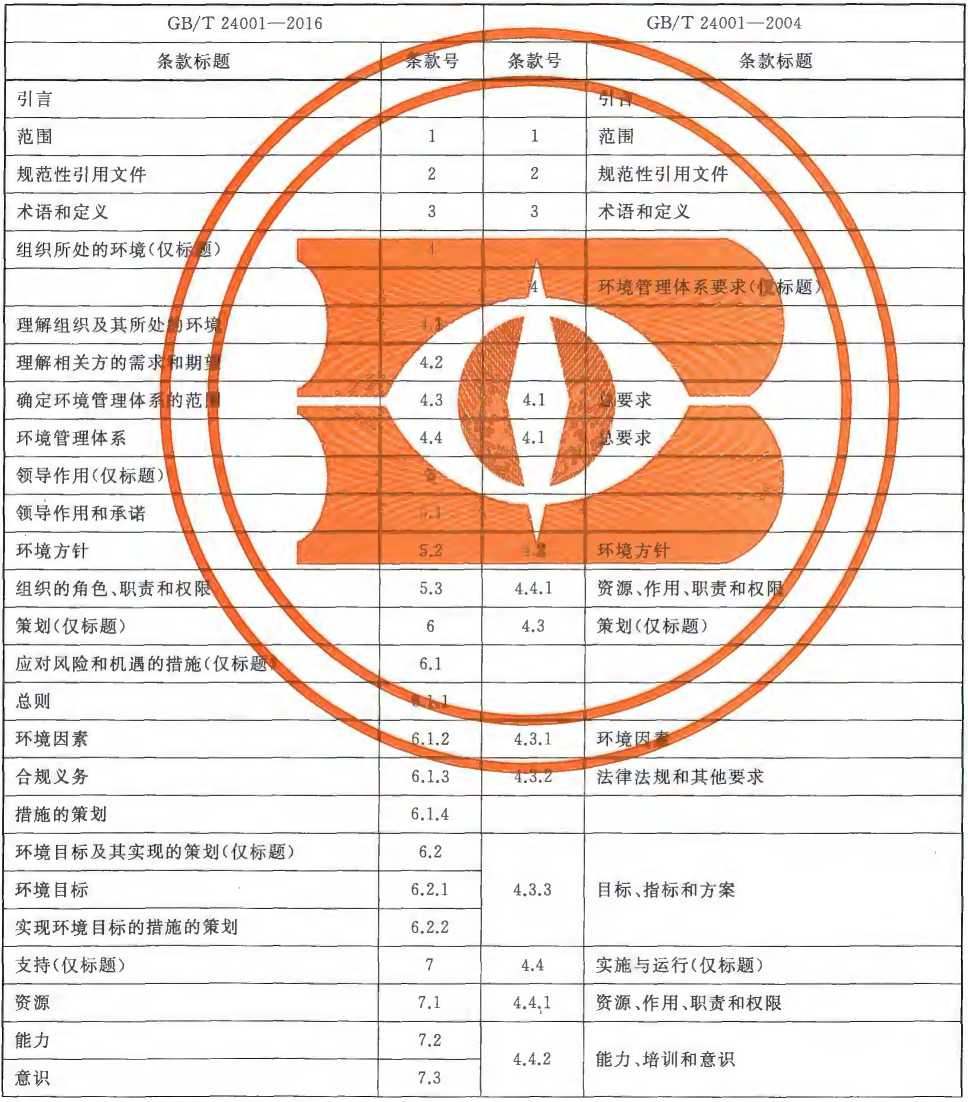 GB/T 24001—2016 GB/T 24001—2004
条款标题 条款号 条款号 条款标题
引言 引言
范围 1 1 范围
规范性引用文件 2 2 规范性引用文件
术语和定义 3 3 术语和定义
组织所处的环境(仅标题) 4
4 环境管理体系要求(仅标题)
理解组织及其所处的环境 4.1
理解相关方的需求和期望 4.2
确定环境管理体系的范围 4.3 4.1 总要求
环境管理体系 4.4 4.1 总要求
领导作用(仅标题) 5
领导作用和承诺 5.1
环境方针 5.2 4.2 环境方针
组织的角色、职责和权限 5.3 4.4.1 资源、作用、职责和权限
策划(仅标题) 6 4.3 策划(仅标题)
应对风险和机遇的措施(仅标题) 6.1
总则 6.1.1
环境因素 6.1.2 4.3.1 环境因素
合规义务 6.1.3 4.3.2 法律法规和其他要求
措施的策划 6.1.4
环境目标及其实现的策划(仅标题) 6.2
环境目标 6.2.1 4.3.3 目标、指标和方案
实现环境目标的措施的策划 6.2.2
支持(仅标题) 7 4.4 实施与运行(仅标题)
资源 7.1 4.4.1 资源、作用、职责和权限
能力 7.2 4.4.2 能力、培训和意识
意识 7.3